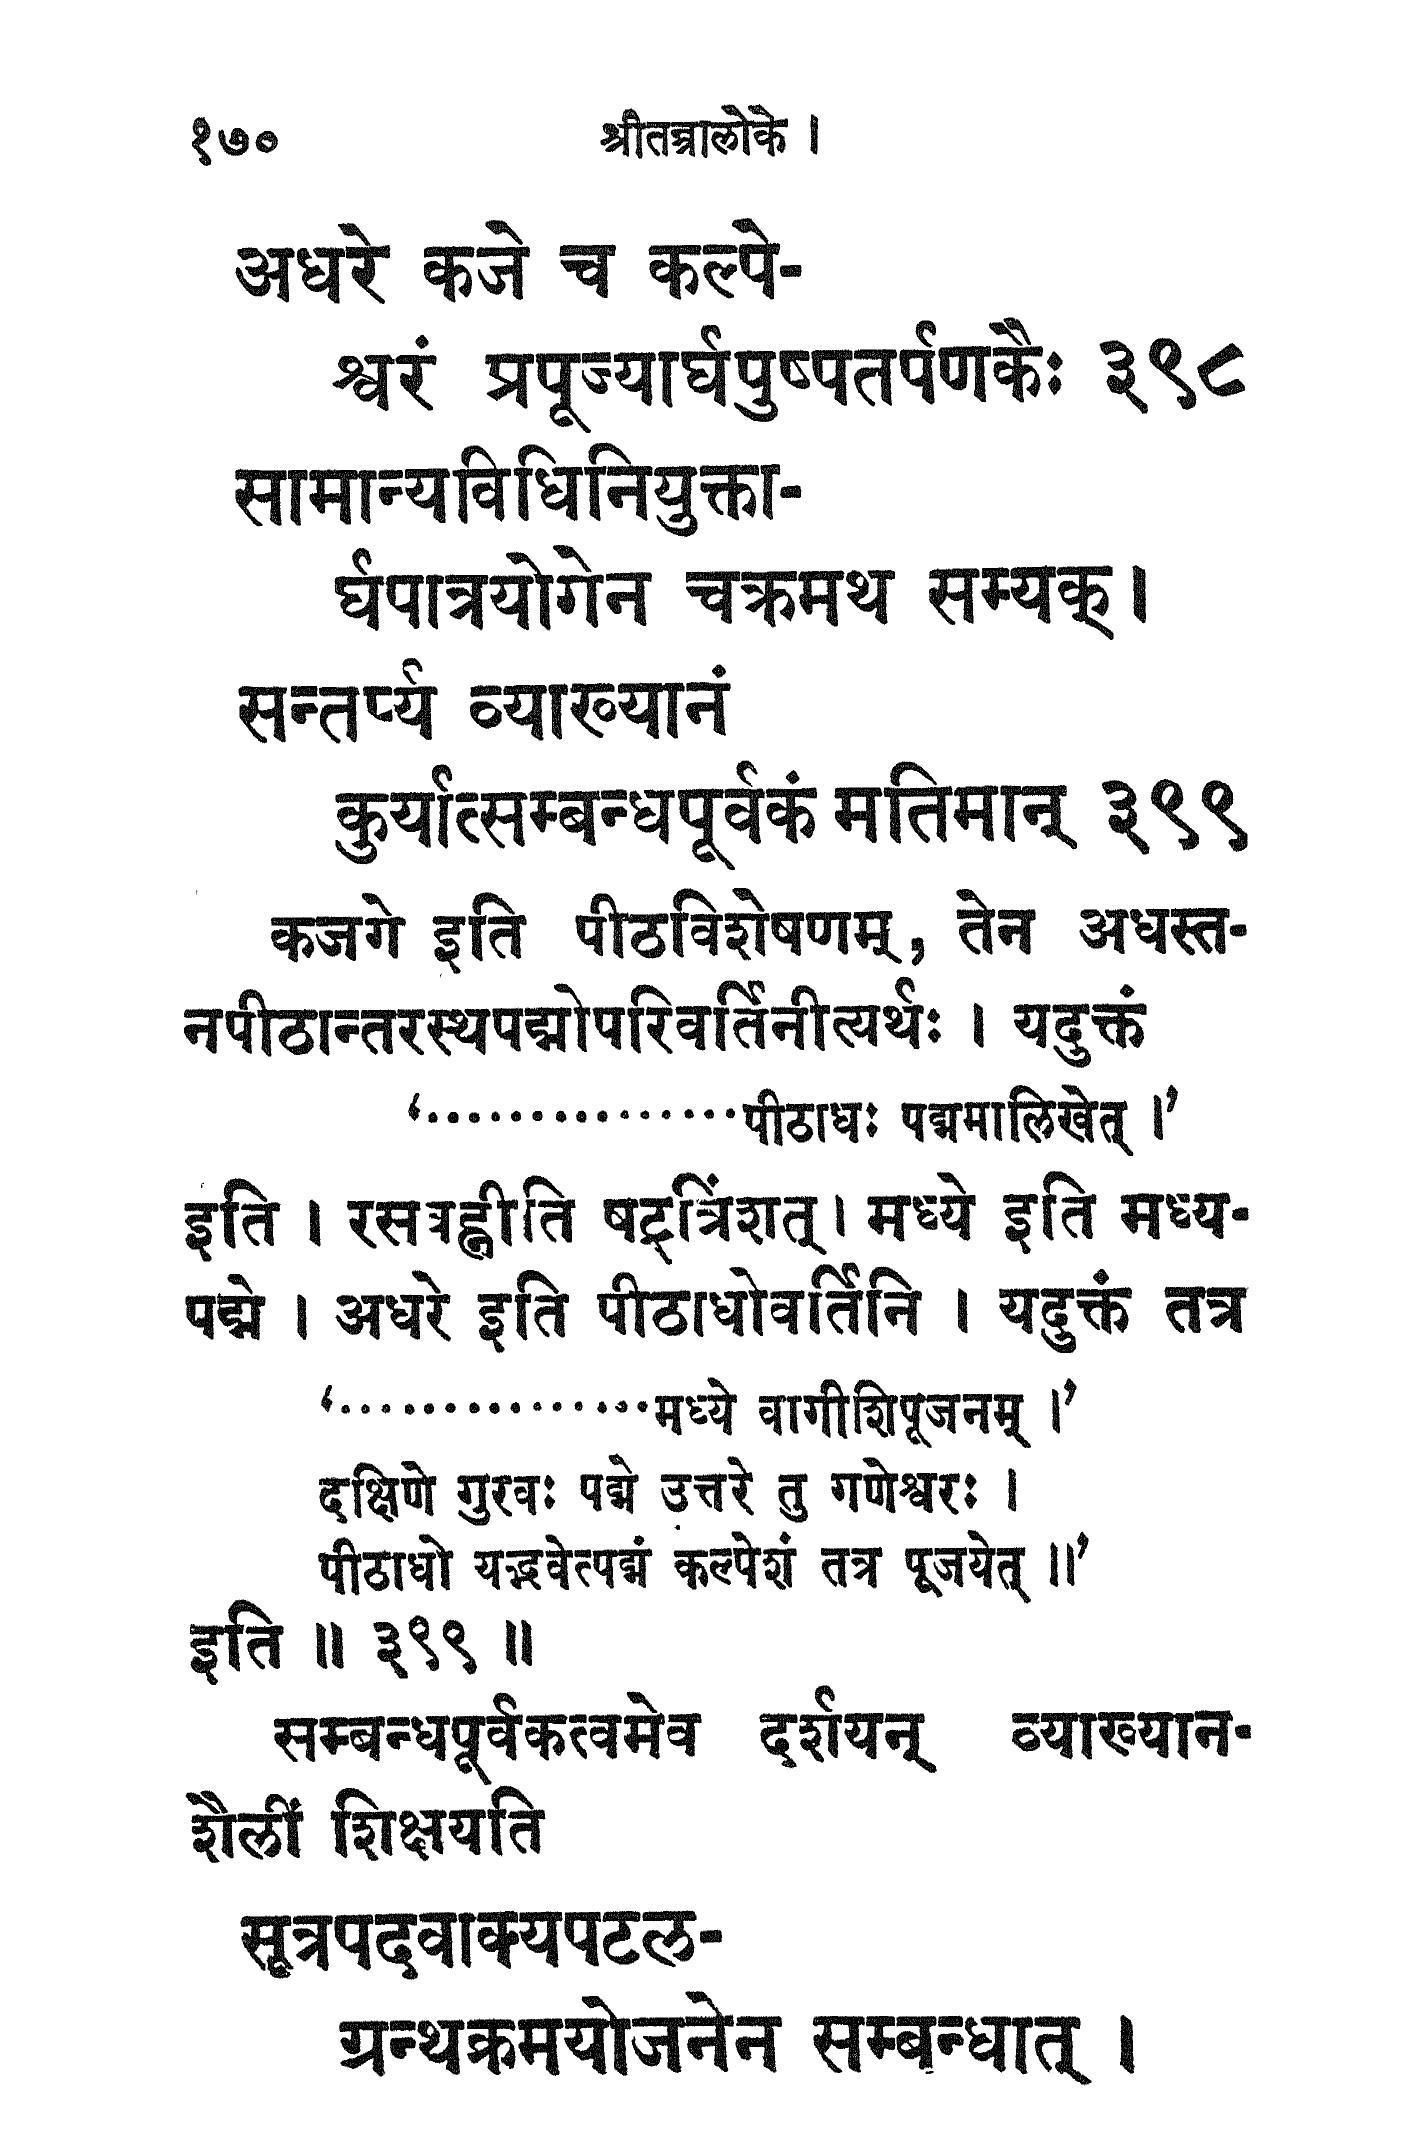 १७० श्रीतन्त्रालोके ।
अधरे कजे च कल्पे-
श्वरं प्रपूज्यार्घपुष्पतर्पणकैः ३९८
सामान्यविधिनियुक्ता-
र्घपात्रयोगेन चक्रमथ सम्यक् ।
सन्तर्प्य व्याख्यानं
कुर्यात्सम्बन्धपूर्वकं मतिमान् ३९९
कजगे इति पीठविशेषणम्, तेन अधस्त-
नपीठान्तरस्थपद्मोपरिवर्तिनीत्यर्थः । यदुक्तं
‘...............पीठाधः पद्ममालिखेत् ।’
इति । रसत्रह्नीति षट्त्रिंशत् । मध्ये इति मध्य-
पद्मे । अधरे इति पीठाधोवर्तिनि । यदुक्तं तत्र
‘...............मध्ये वागीशिपूजनम् ।’
दक्षिणे गुरवः पद्मे उत्तरे तु गणेश्वरः ।
पीठाधो यद्भवेत्पद्मं कल्पेशं तत्र पूजयेत् ॥’
इति ॥ ३९९ ॥
सम्बन्धपूर्वकत्वमेव दर्शयन् व्याख्यान-
शैलीं शिक्षयति
सूत्रपदवाक्यपटल-
ग्रन्थक्रमयोजनेन सम्बन्धात् ।